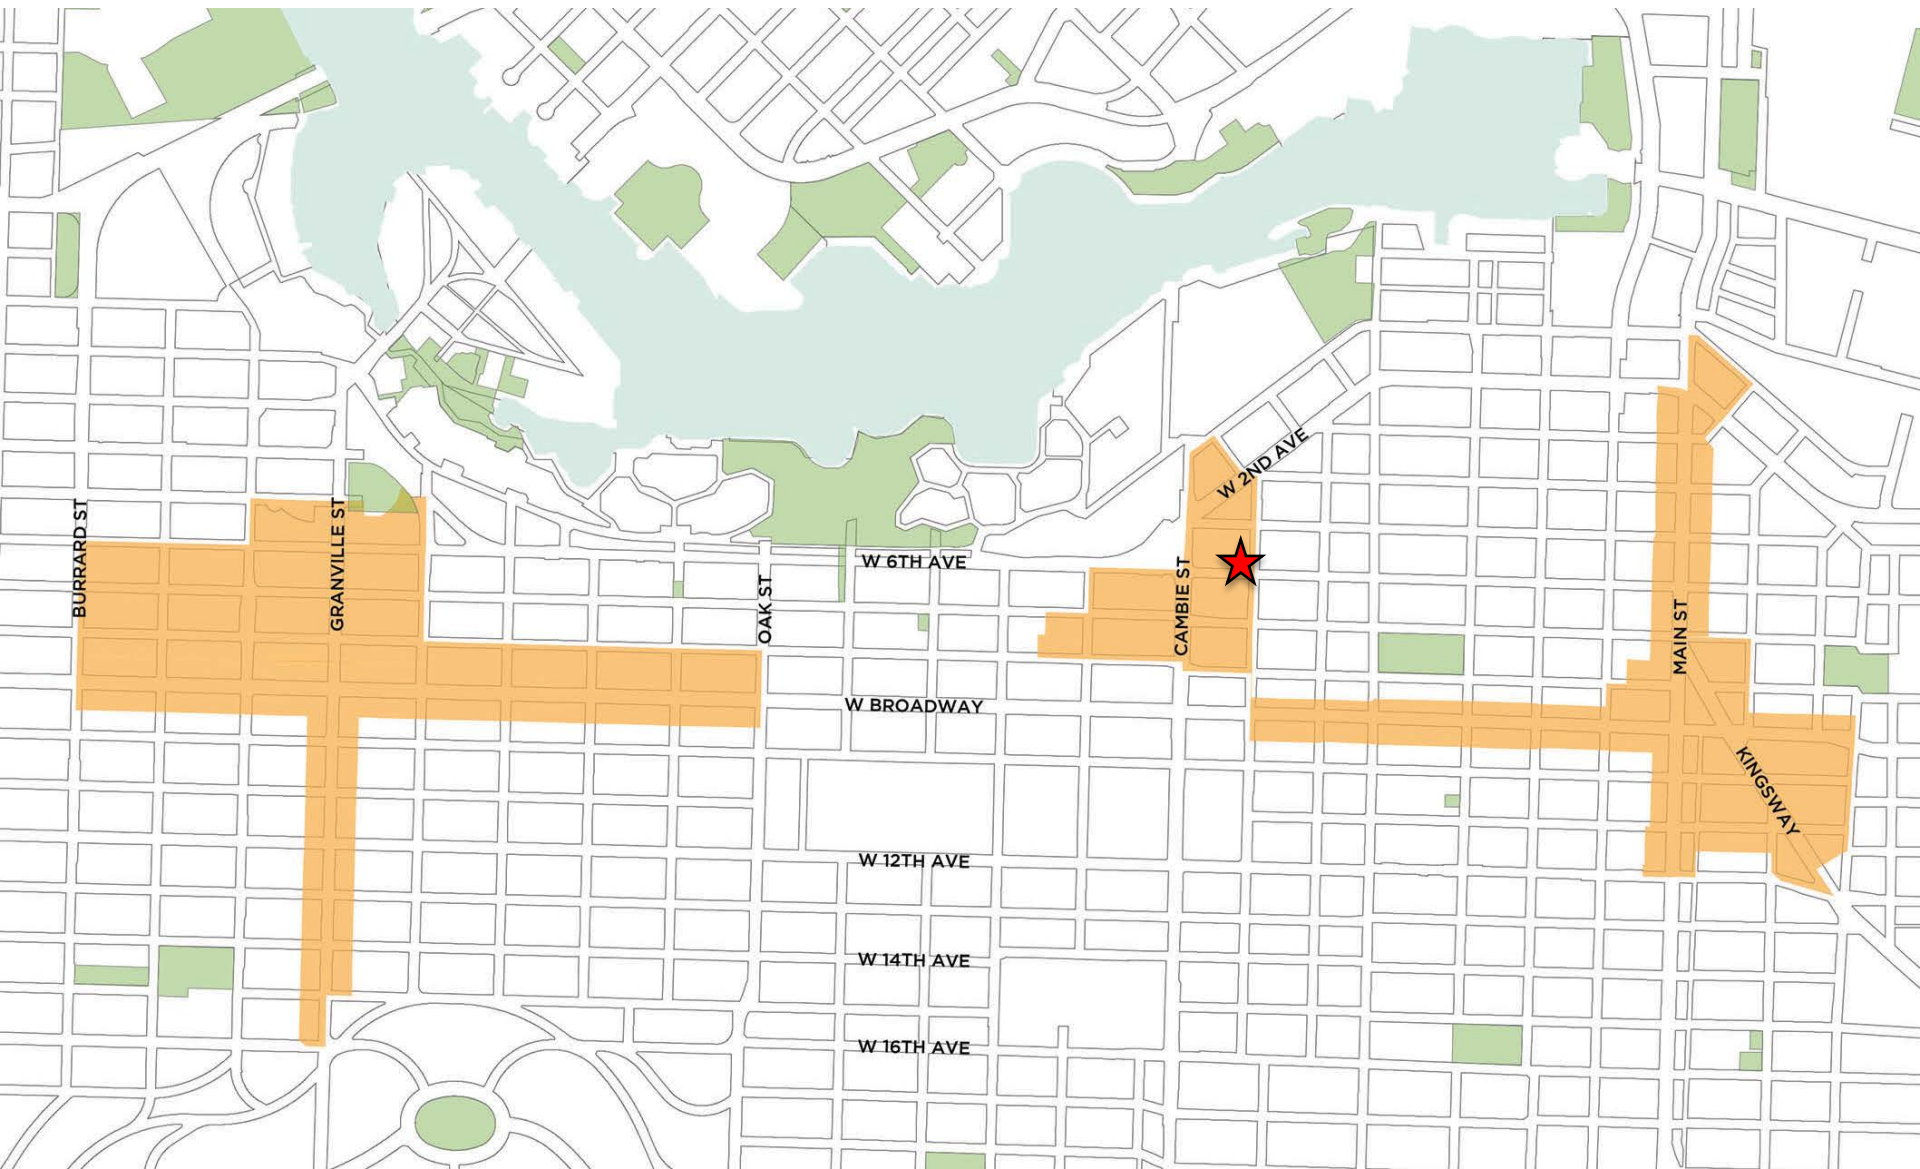 W 2ND AVE
BURRARD ST
GRANVILLE ST
W 6TH AVE
OAK ST
CAMBIE ST
MAIN ST
W BROADWAY
KINGSWAY
W 12TH AVE
W 14TH AVE
W 16TH AVE